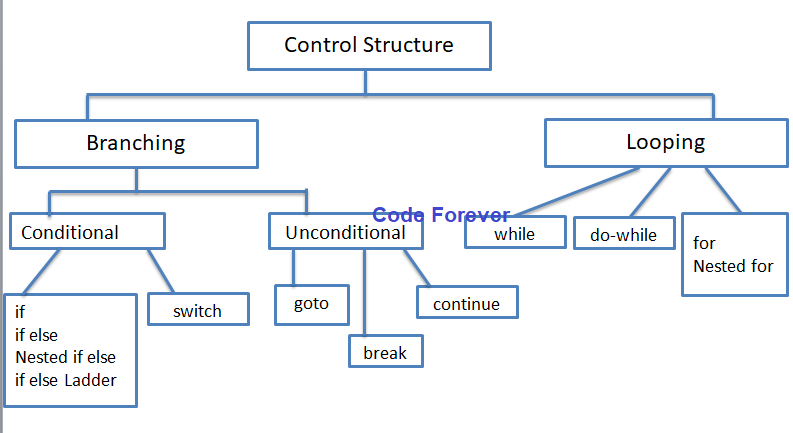 Control Structure
Branching
Looping
Code Forever
Conditional
Unconditional
while
do-while
for
Nested for
if
if else
Nested if else
if else Ladder
switch
goto
break
continue